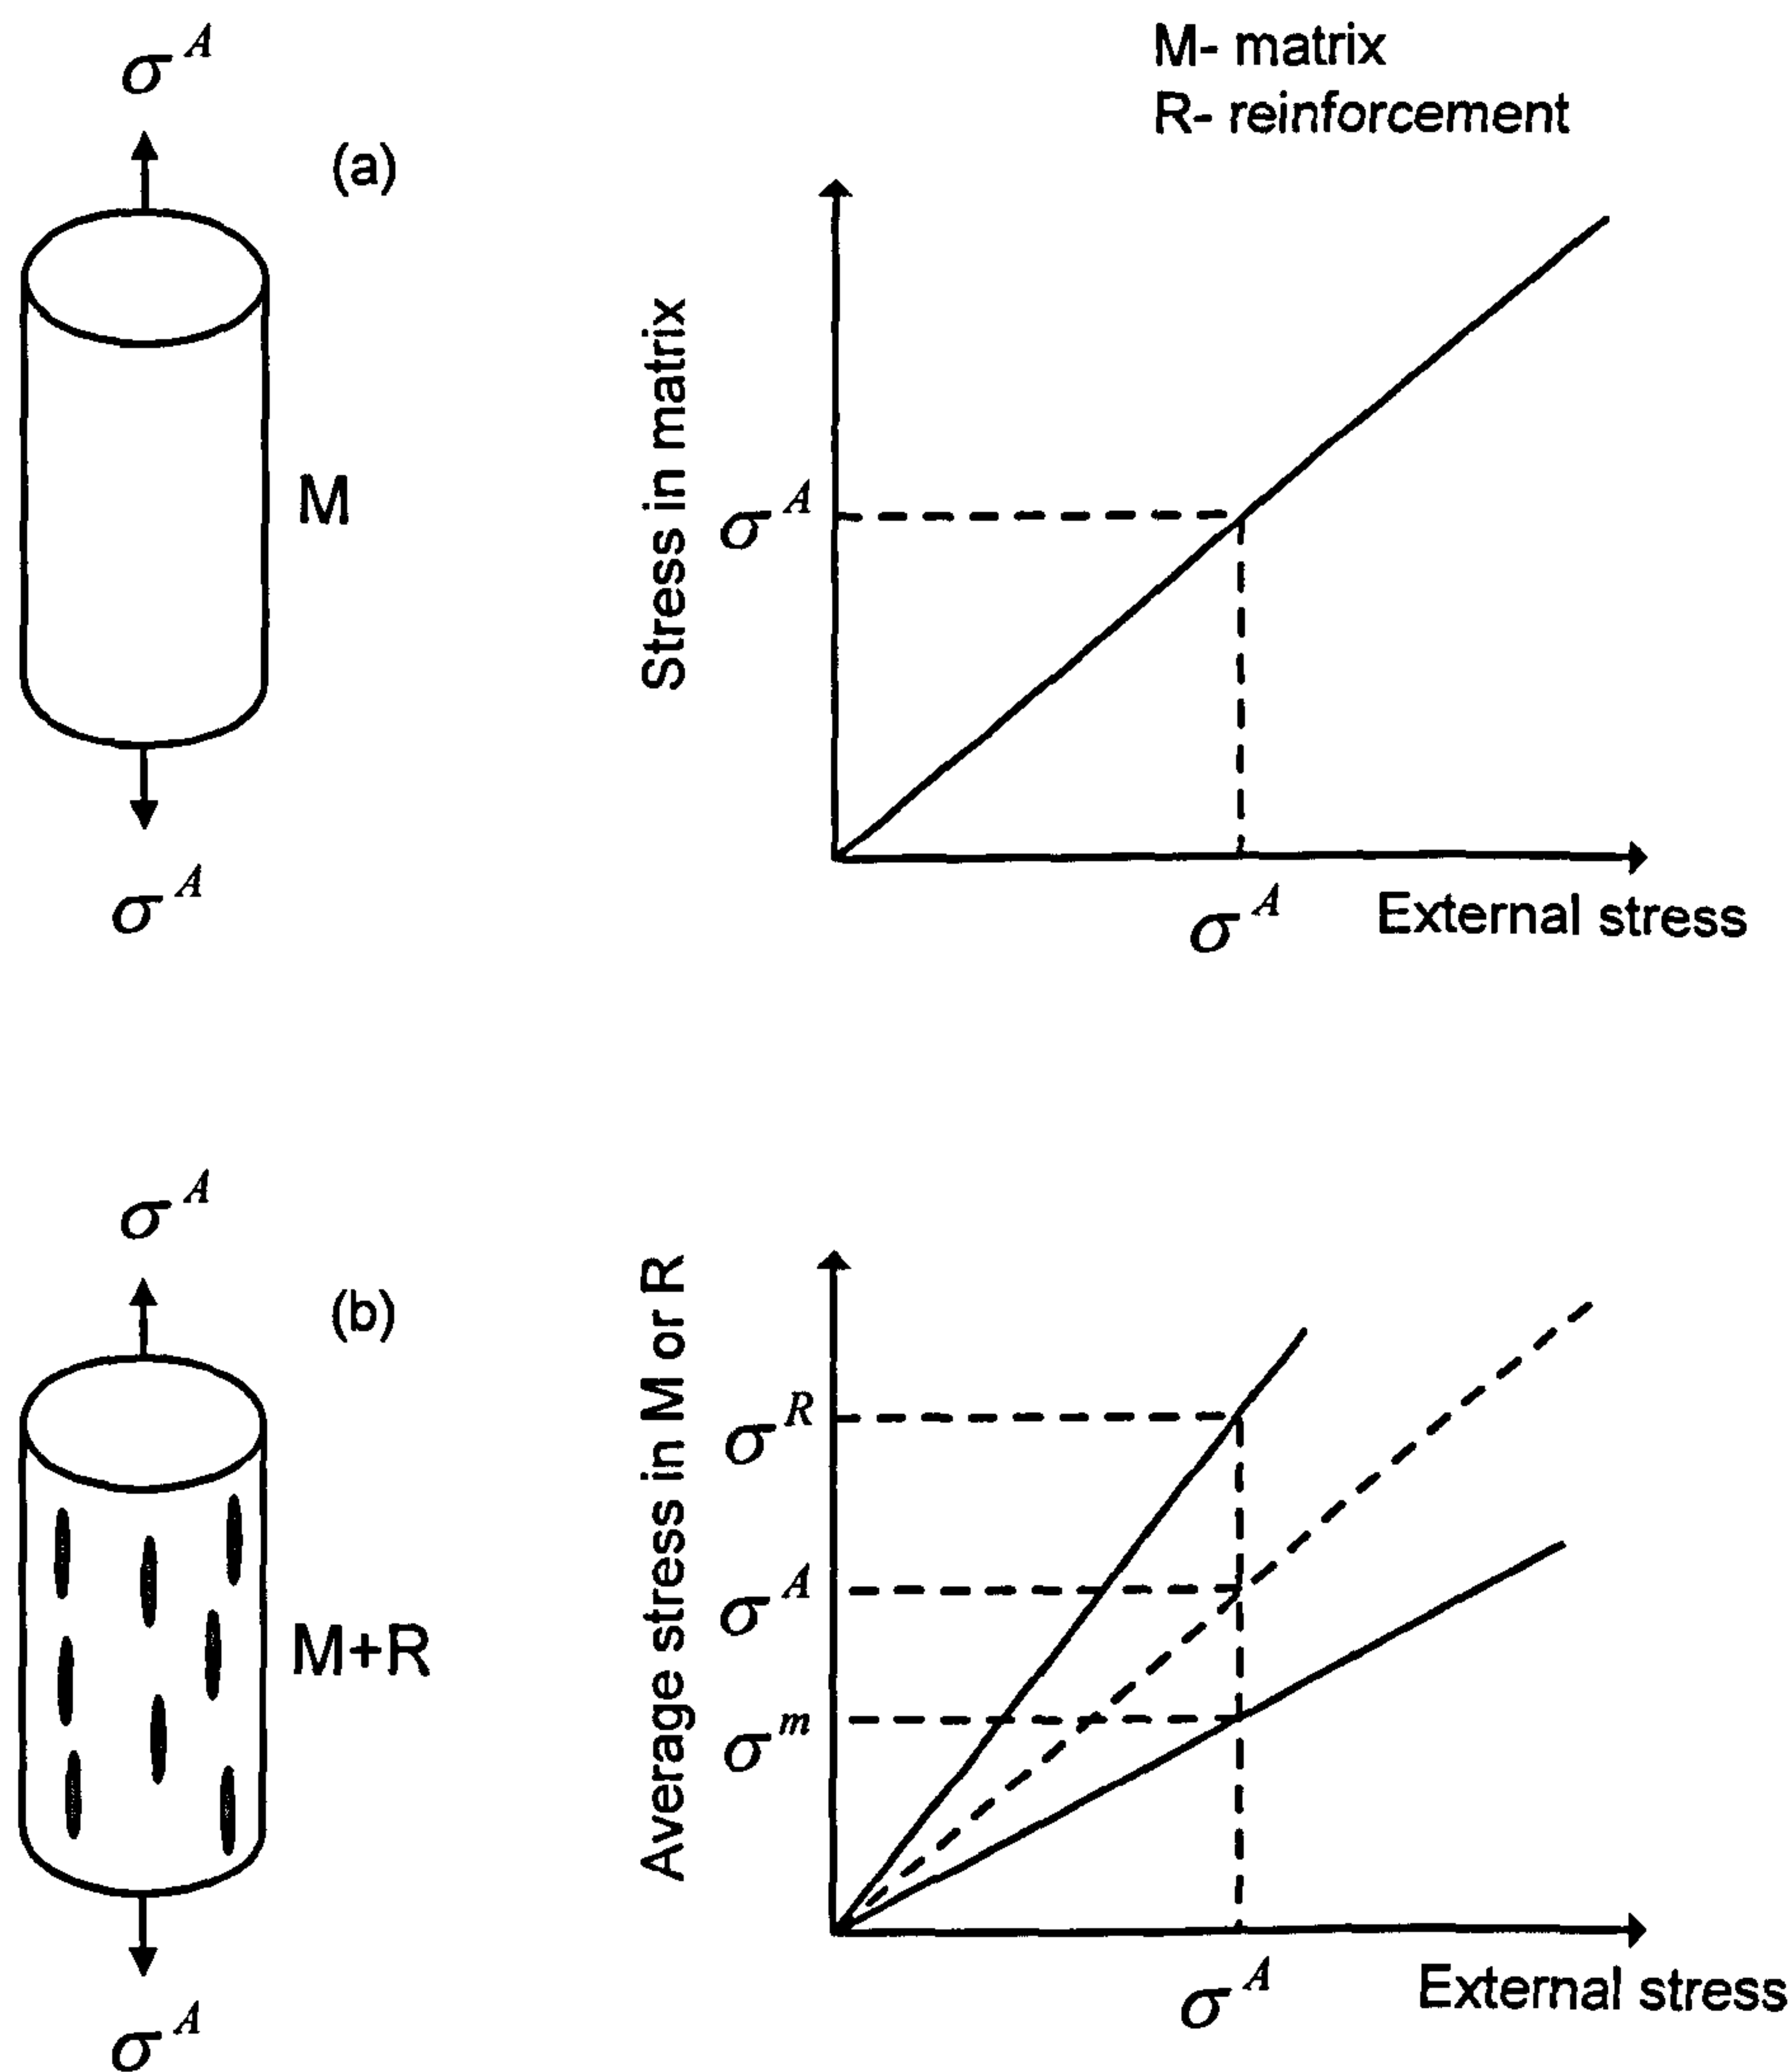 σ^A
(a)
M- matrix
R- reinforcement
M
Stress in matrix
σ^A
σ^A
External stress
σ^A
σ^A
(b)
M+R
Average stress in M or R
σ^R
σ^A
σ^m
σ^A
External stress
σ^A